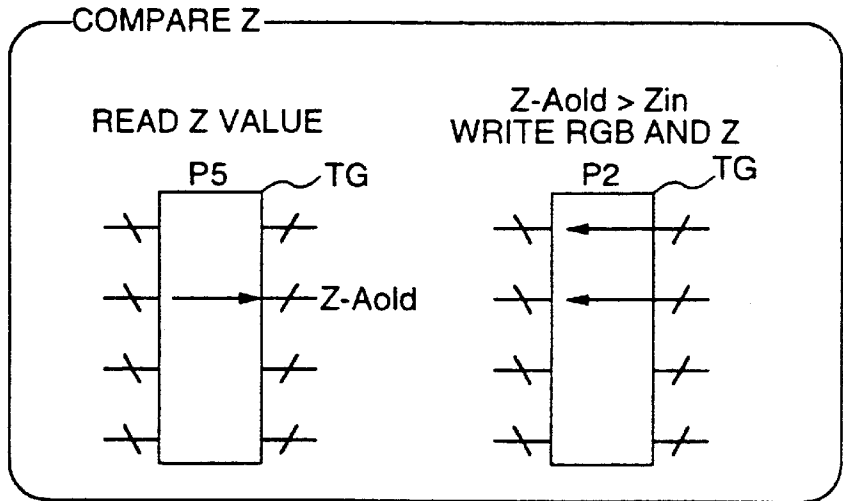 COMPARE Z
READ Z VALUE
P5
TG
Z-Aold
Z-Aold > Zin
WRITE RGB AND Z
P2
TG